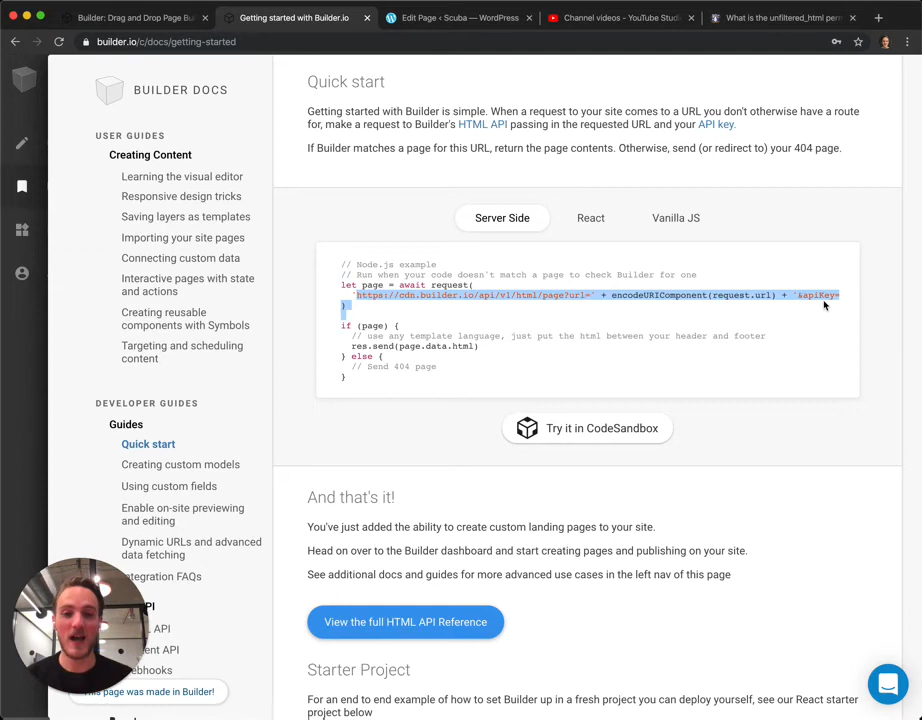 Builder: Drag and Drop Page Bu
Getting started with Builder.io
Edit Page ‹ Scuba — WordPress
Channel videos - YouTube Studi
What is the unfiltered_html perm
builder.io/c/docs/getting-started
BUILDER DOCS
USER GUIDES
Creating Content
Learning the visual editor
Responsive design tricks
Saving layers as templates
Importing your site pages
Connecting custom data
Interactive pages with state
and actions
Creating reusable
components with Symbols
Targeting and scheduling
content
DEVELOPER GUIDES
Guides
Quick start
Creating custom models
Using custom fields
Enable on-site previewing
and editing
Dynamic URLs and advanced
data fetching
ntegration FAQs
PI
API
ent API
ebhooks
his page was made in Builder!
Quick start
Getting started with Builder is simple. When a request to your site comes to a URL you don't otherwise have a route
for, make a request to Builder's HTML API passing in the requested URL and your API key.
If Builder matches a page for this URL, return the page contents. Otherwise, send (or redirect to) your 404 page.
Server Side
React
Vanilla JS
// Node.js example
// Run when your code doesn't match a page to check Builder for one
let page = await request(
`https://cdn.builder.io/api/v1/html/page?url=` + encodeURIComponent(request.url) + '&apiKey=
)
if (page) {
// use any template language, just put the html between your header and footer
res.send(page.data.html)
} else {
// Send 404 page
}
Try it in CodeSandbox
And that's it!
You've just added the ability to create custom landing pages to your site.
Head on over to the Builder dashboard and start creating pages and publishing on your site.
See additional docs and guides for more advanced use cases in the left nav of this page
View the full HTML API Reference
Starter Project
For an end to end example of how to set Builder up in a fresh project you can deploy yourself, see our React starter
project below